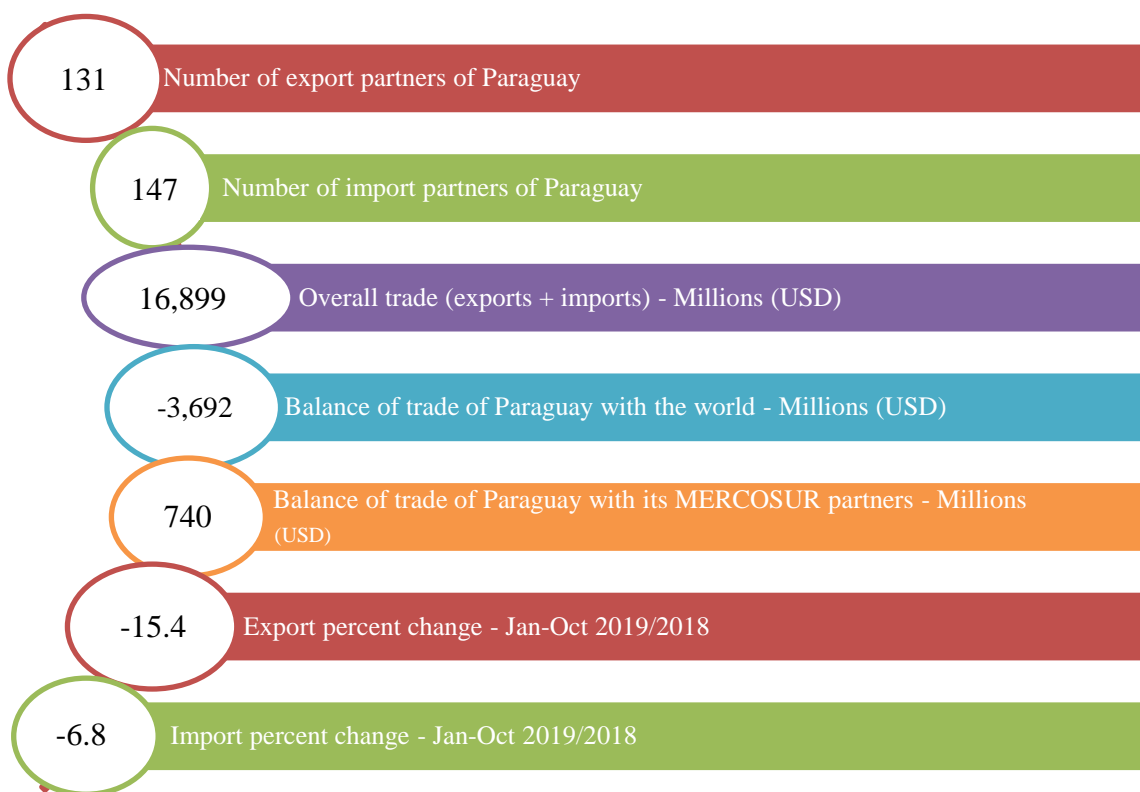 131
Number of export partners of Paraguay
147
Number of import partners of Paraguay
16,899
Overall trade (exports + imports) - Millions (USD)
-3,692
Balance of trade of Paraguay with the world - Millions (USD)
740
Balance of trade of Paraguay with its MERCOSUR partners - Millions
(USD)
-15.4
Export percent change - Jan-Oct 2019/2018
-6.8
Import percent change - Jan-Oct 2019/2018